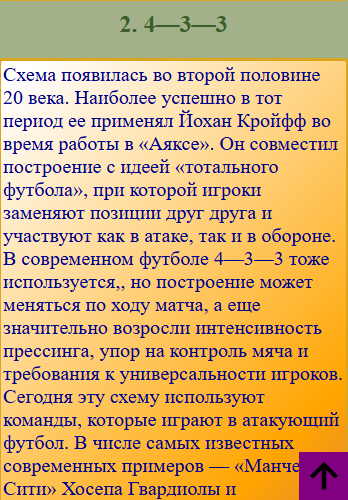 2. 4—3—3
Схема появилась во второй половине
20 века. Наиболее успешно в тот
период ее применял Йохан Кройфф во
время работы в «Аяксе». Он совместил
построение с идеей «тотального
футбола», при которой игроки
заменяют позиции друг друга и
участвуют как в атаке, так и в обороне.
В современном футболе 4—3—3 тоже
используется,, но построение может
меняться по ходу матча, а еще
значительно возросли интенсивность
прессинга, упор на контроль мяча и
требования к универсальности игроков.
Сегодня эту схему используют
команды, которые играют в атакующий
футбол. В числе самых известных
современных примеров — «Манче
Сити» Хосепа Гвардиолы и